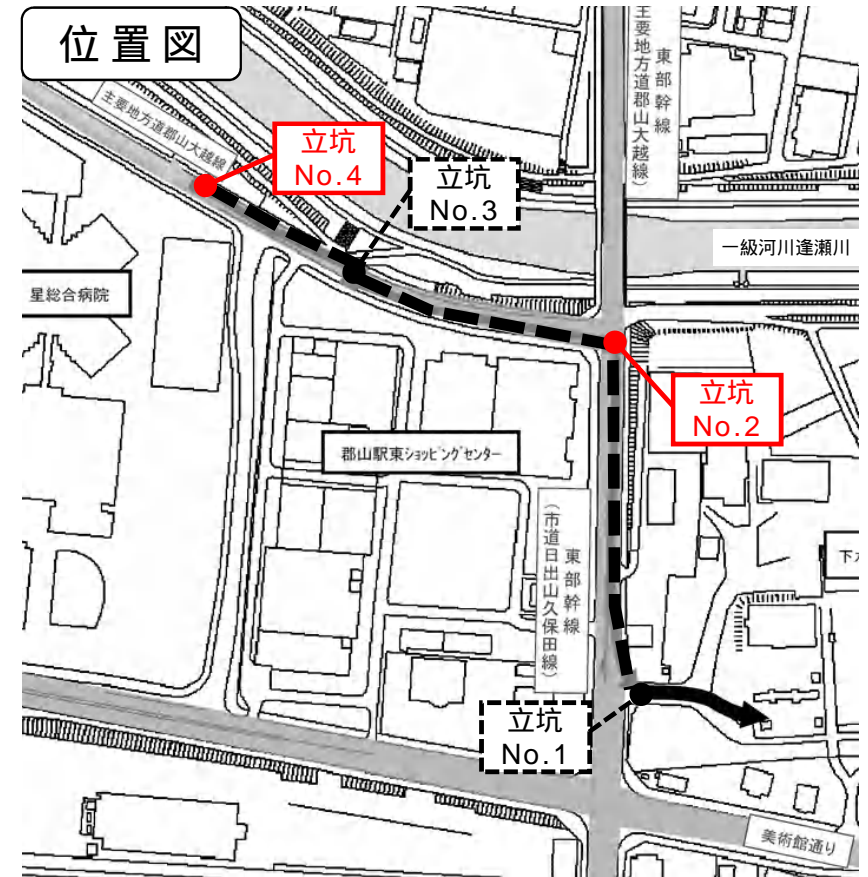 位置図
主要地方道郡山大越線
東部幹線
(主要地方道郡山大越線)
立坑
No.4
立坑
No.3
一級河川逢瀬川
星総合病院
立坑
No.2
郡山駅東ショッピングセンター
東部幹線
(市道日出山久保田線)
下
立坑
No.1
美術館通り